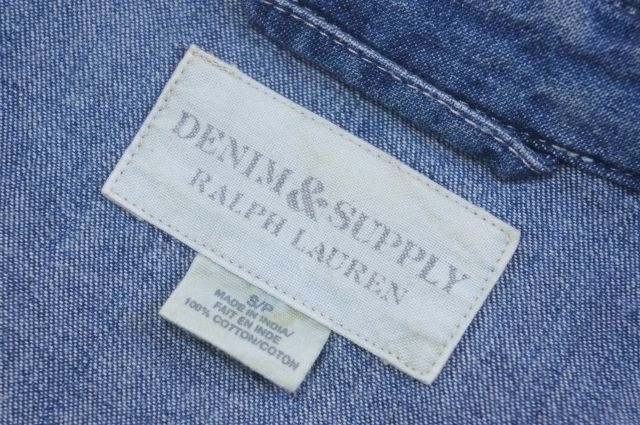 DENIM&SUPPLY
RALPH LAUREN
S/P
MADE IN INDIA/
FAIT EN INDE
100% COTTON/COTON